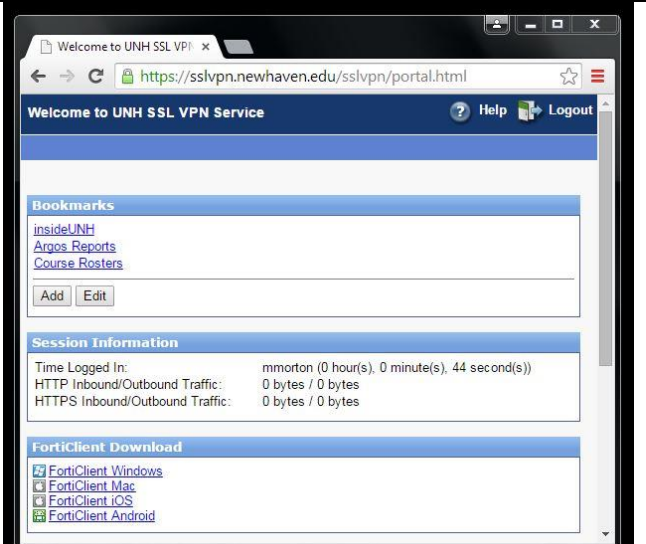 Welcome to UNH SSL VPN
https://sslvpn.newhaven.edu/sslvpn/portal.html
Welcome to UNH SSL VPN Service Help Logout
Bookmarks
insideUNH
Argos Reports
Course Rosters
Add Edit
Session Information
Time Logged In: mmorton (0 hour(s), 0 minute(s), 44 second(s))
HTTP Inbound/Outbound Traffic: 0 bytes / 0 bytes
HTTPS Inbound/Outbound Traffic: 0 bytes / 0 bytes
FortiClient Download
FortiClient Windows
FortiClient Mac
FortiClient iOS
FortiClient Android